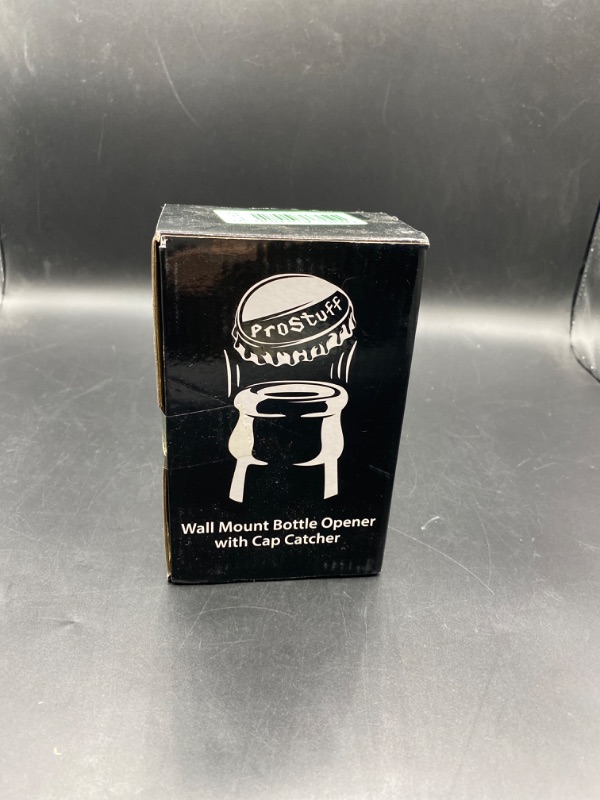 ProStuff
Wall Mount Bottle Opener
with Cap Catcher